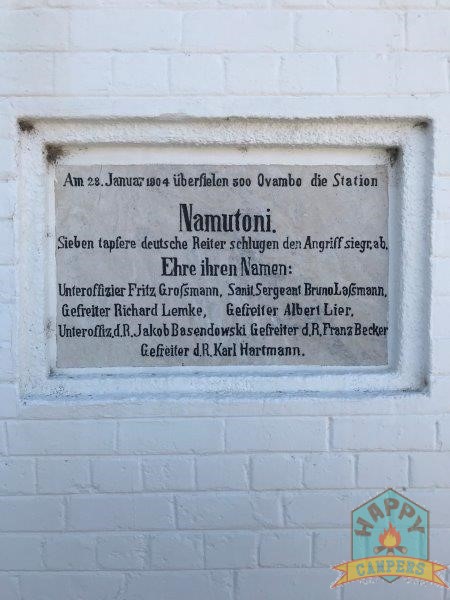 Am 28. Januar 1904 überfielen 500 Ovambo die Station
Namutoni.
Sieben tapfere deutsche Reiter schlugen den Angriff siegr. ab.
Ehre ihren Namen:
Unteroffizier Fritz Grossmann, Sanit. Sergeant Bruno Lassmann,
Gefreiter Richard Lemke, Gefreiter Albert Lier,
Unteroffiz. d.R. Jakob Basendowski Gefreiter d.R. Franz Becker
Gefreiter d.R. Karl Hartmann.
HAPPY
CAMPERS